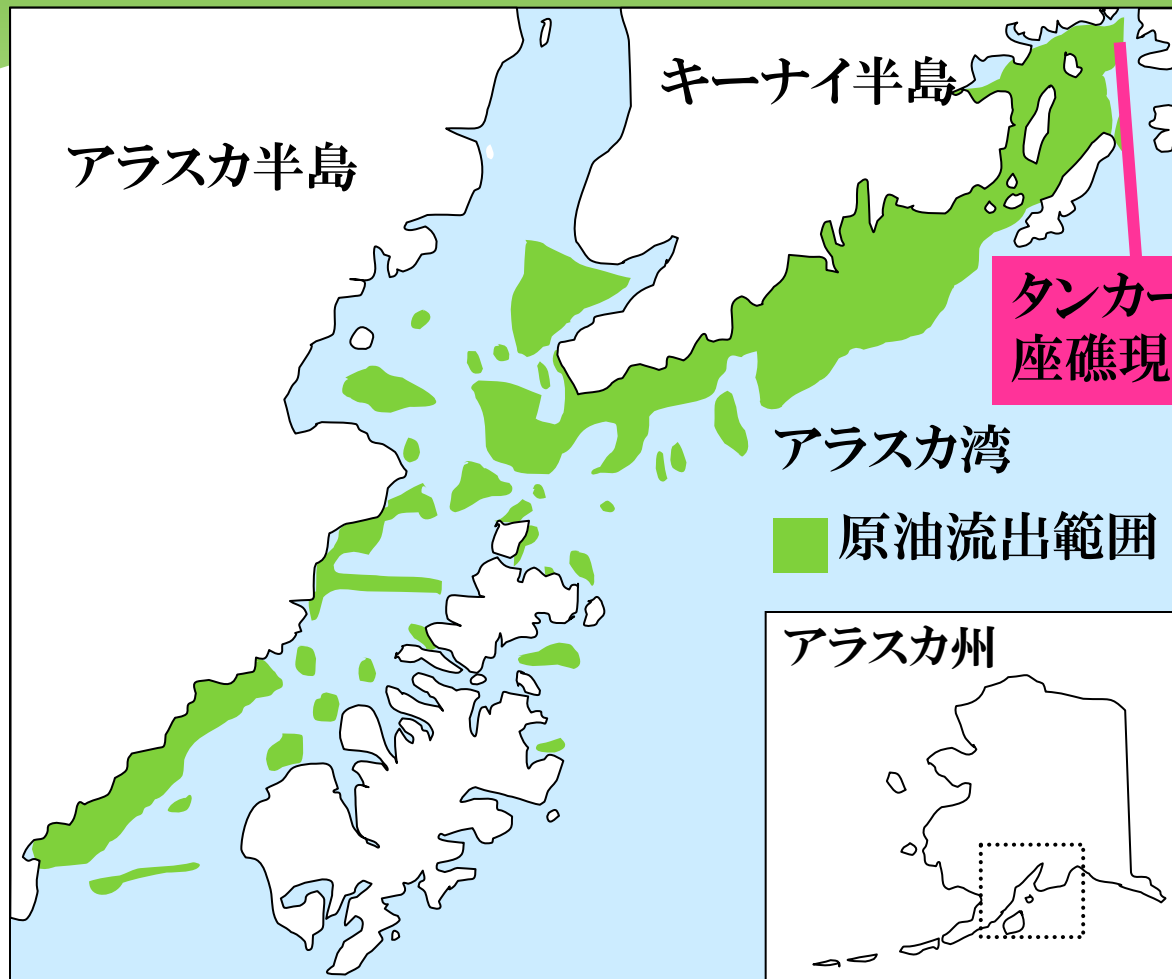 キーナイ半島
アラスカ半島
タンカー
座礁現
アラスカ湾
原油流出範囲
アラスカ州